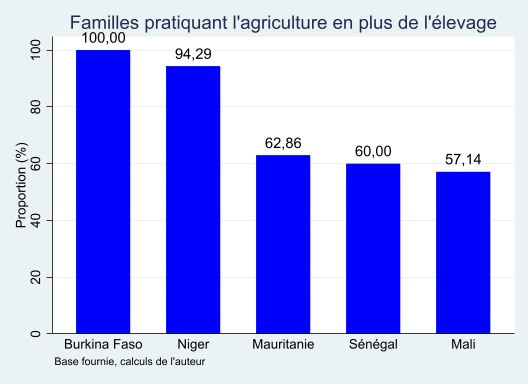 Familles pratiquant l'agriculture en plus de l'élevage
100,00
94,29
62,86
60,00
57,14
Proportion (%)
100
80
60
40
20
0
Burkina Faso Niger Mauritanie Sénégal Mali
Base fournie, calculs de l'auteur